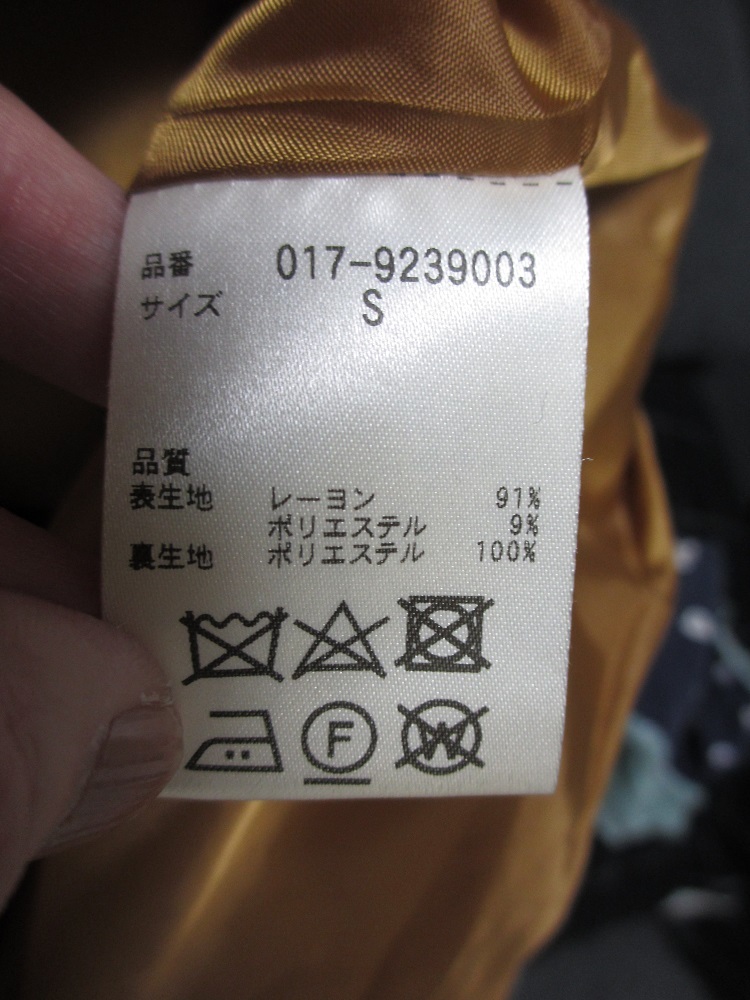 品番 017-9239003
サイズ S
品質
表生地 レーヨン 91%
ポリエステル 9%
裏生地 ポリエステル 100%
F W